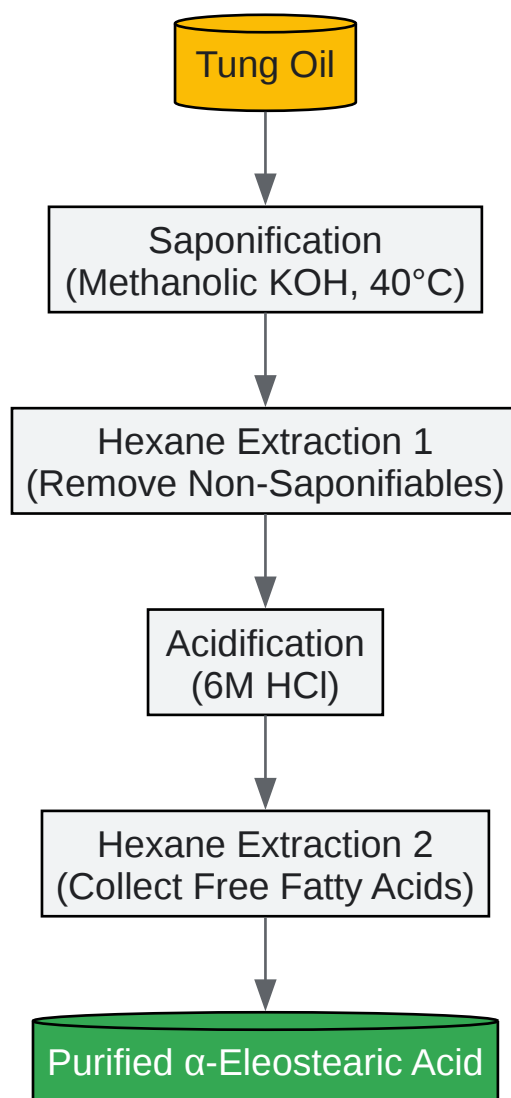 Tung Oil
Saponification
(Methanolic KOH, 40°C)
Hexane Extraction 1
(Remove Non-Saponifiables)
Acidification
(6M HCl)
Hexane Extraction 2
(Collect Free Fatty Acids)
Purified α-Eleostearic Acid